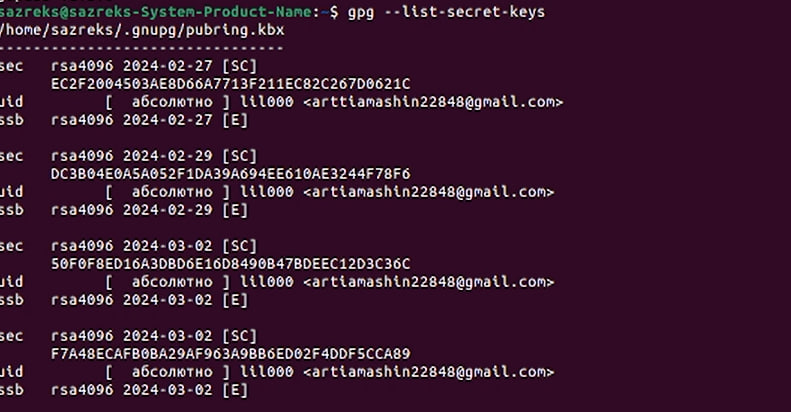 sazreks@sazreks-System-Product-Name:~$ gpg --list-secret-keys
/home/sazreks/.gnupg/pubring.kbx
--------------------------------
sec   rsa4096 2024-02-27 [SC]
      EC2F2004503AE8D66A7713F211EC82C267D0621C
uid         [  абсолютно ] lil000 <arttiamashin22848@gmail.com>
ssb   rsa4096 2024-02-27 [E]

sec   rsa4096 2024-02-29 [SC]
      DC3B04E0A5A052F1DA39A694EE610AE3244F78F6
uid         [  абсолютно ] lil000 <artiamashin22848@gmail.com>
ssb   rsa4096 2024-02-29 [E]

sec   rsa4096 2024-03-02 [SC]
      50F0F8ED16A3DBD6E16D8490B47BDEEC12D3C36C
uid         [  абсолютно ] lil000 <artiamashin22848@gmail.com>
ssb   rsa4096 2024-03-02 [E]

sec   rsa4096 2024-03-02 [SC]
      F7A48ECAFB0BA29AF963A9BB6ED02F4DDF5CCA89
uid         [  абсолютно ] lil000 <artiamashin22848@gmail.com>
ssb   rsa4096 2024-03-02 [E]